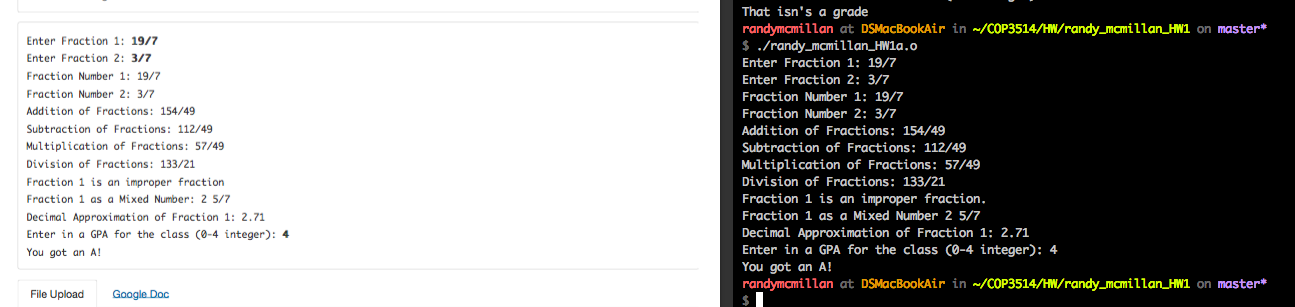 Enter Fraction 1: 19/7
Enter Fraction 2: 3/7
Fraction Number 1: 19/7
Fraction Number 2: 3/7
Addition of Fractions: 154/49
Subtraction of Fractions: 112/49
Multiplication of Fractions: 57/49
Division of Fractions: 133/21
Fraction 1 is an improper fraction
Fraction 1 as a Mixed Number: 2 5/7
Decimal Approximation of Fraction 1: 2.71
Enter in a GPA for the class (0-4 integer): 4
You got an A!
File Upload
Google Doc
That isn's a grade
randymcmillan at DSMacBookAir in ~/COP3514/HW/randy_mcmillan_HW1 on master*
$ ./randy_mcmillan_HW1a.o
Enter Fraction 1: 19/7
Enter Fraction 2: 3/7
Fraction Number 1: 19/7
Fraction Number 2: 3/7
Addition of Fractions: 154/49
Subtraction of Fractions: 112/49
Multiplication of Fractions: 57/49
Division of Fractions: 133/21
Fraction 1 is an improper fraction.
Fraction 1 as a Mixed Number 2 5/7
Decimal Approximation of Fraction 1: 2.71
Enter in a GPA for the class (0-4 integer): 4
You got an A!
randymcmillan at DSMacBookAir in ~/COP3514/HW/randy_mcmillan_HW1 on master*
$